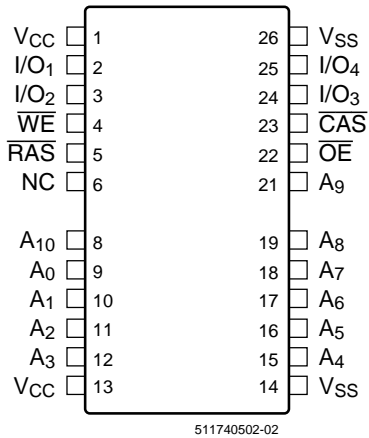 VCC 1 26 VSS
I/O1 2 25 I/O4
I/O2 3 24 I/O3
WE 4 23 CAS
RAS 5 22 OE
NC 6 21 A9
A10 8 19 A8
A0 9 18 A7
A1 10 17 A6
A2 11 16 A5
A3 12 15 A4
VCC 13 14 VSS
511740502-02